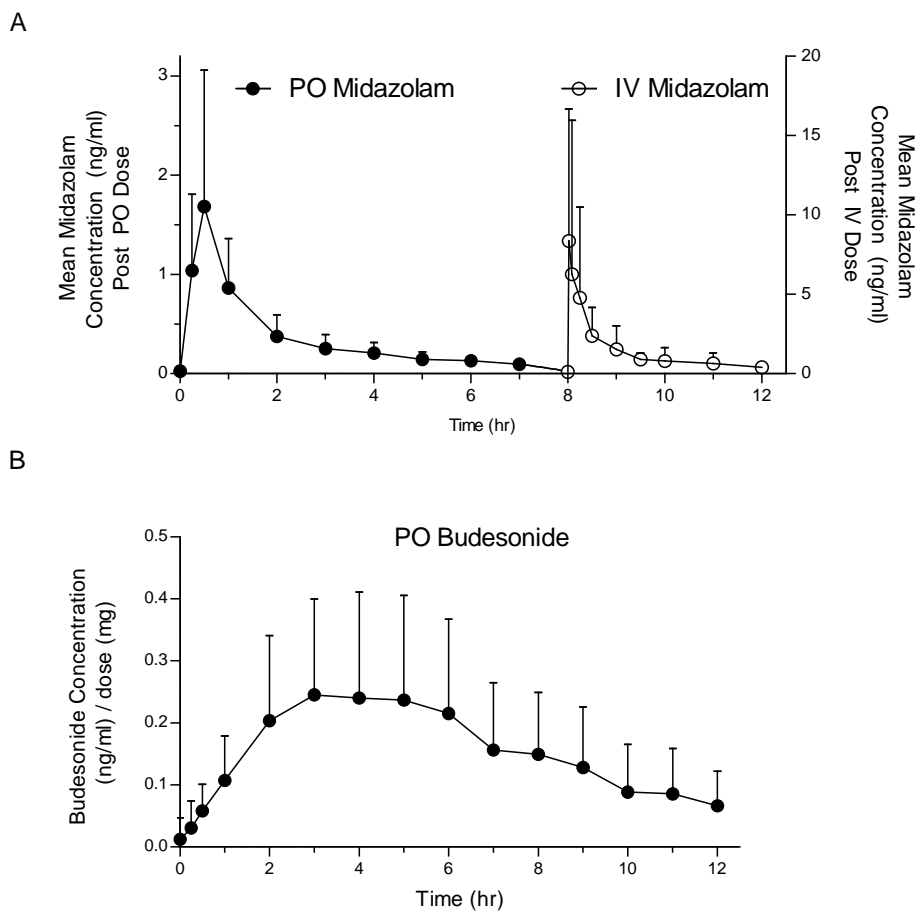 A
PO Midazolam
IV Midazolam
Mean Midazolam
Concentration (ng/ml)
Post PO Dose
3
2
1
0
20
15
10
5
0
Mean Midazolam
Concentration (ng/ml)
Post IV Dose
0 2 4 6 8 10 12
Time (hr)
B
PO Budesonide
Budesonide Concentration
(ng/ml) / dose (mg)
0.5
0.4
0.3
0.2
0.1
0.0
0 2 4 6 8 10 12
Time (hr)